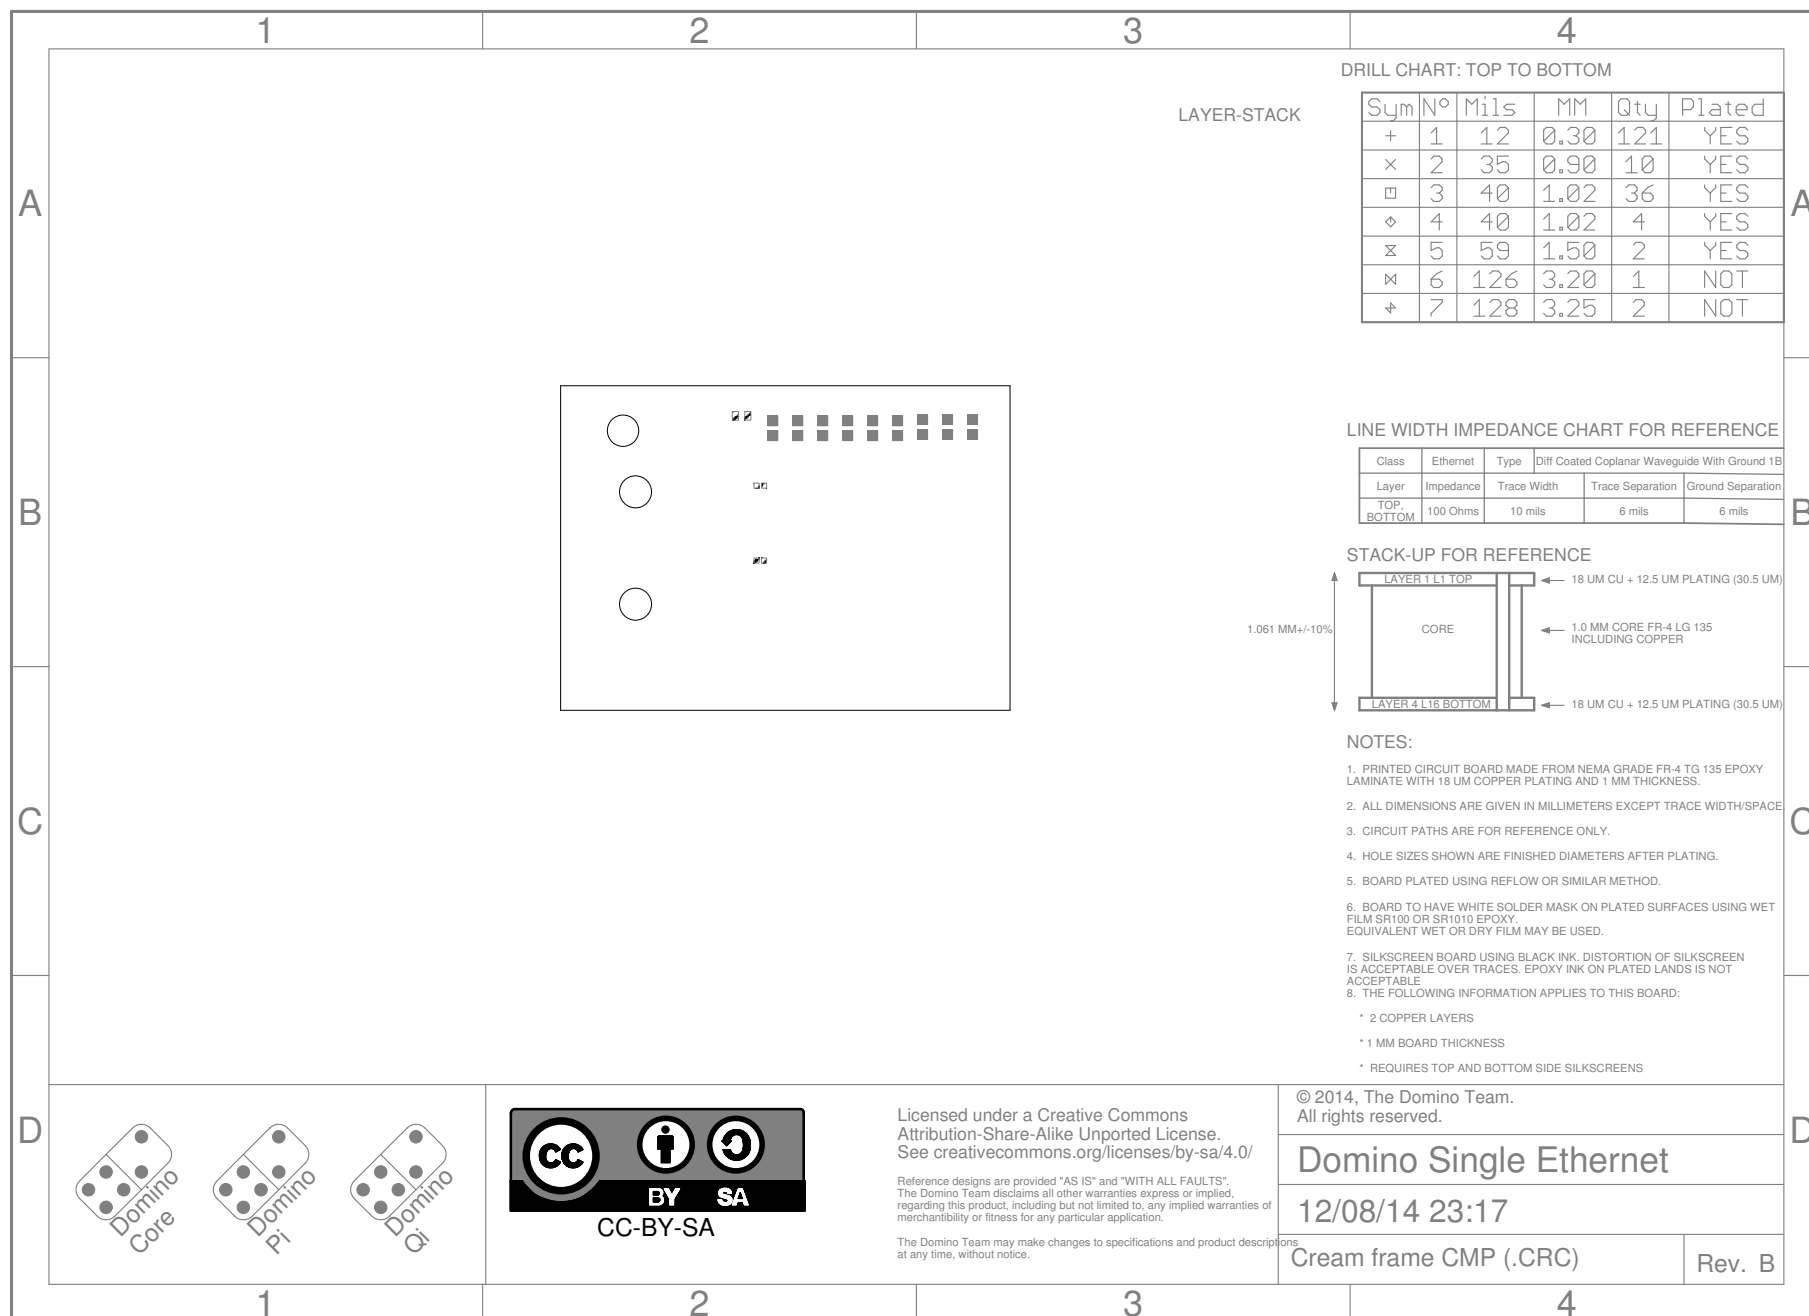 1 2 3 4
DRILL CHART: TOP TO BOTTOM
LAYER-STACK
Sym Nº Mils MM Qty Plated
+ 1 12 0.30 121 YES
× 2 35 0.90 10 YES
3 40 1.02 36 YES
4 40 1.02 4 YES
5 59 1.50 2 YES
6 126 3.20 1 NOT
7 128 3.25 2 NOT
A A
LINE WIDTH IMPEDANCE CHART FOR REFERENCE
Class Ethernet Type Diff Coated Coplanar Waveguide With Ground 1B
Layer Impedance Trace Width Trace Separation Ground Separation
TOP,
BOTTOM 100 Ohms 10 mils 6 mils 6 mils
B B
STACK-UP FOR REFERENCE
LAYER 1 L1 TOP 18 UM CU + 12.5 UM PLATING (30.5 UM)
1.061 MM+/-10% CORE 1.0 MM CORE FR-4 LG 135
INCLUDING COPPER
LAYER 4 L16 BOTTOM 18 UM CU + 12.5 UM PLATING (30.5 UM)
NOTES:
1. PRINTED CIRCUIT BOARD MADE FROM NEMA GRADE FR-4 TG 135 EPOXY
LAMINATE WITH 18 UM COPPER PLATING AND 1 MM THICKNESS.
2. ALL DIMENSIONS ARE GIVEN IN MILLIMETERS EXCEPT TRACE WIDTH/SPACE.
C C
3. CIRCUIT PATHS ARE FOR REFERENCE ONLY.
4. HOLE SIZES SHOWN ARE FINISHED DIAMETERS AFTER PLATING.
5. BOARD PLATED USING REFLOW OR SIMILAR METHOD.
6. BOARD TO HAVE WHITE SOLDER MASK ON PLATED SURFACES USING WET
FILM SR100 OR SR1010 EPOXY.
EQUIVALENT WET OR DRY FILM MAY BE USED.
7. SILKSCREEN BOARD USING BLACK INK. DISTORTION OF SILKSCREEN
IS ACCEPTABLE OVER TRACES. EPOXY INK ON PLATED LANDS IS NOT
ACCEPTABLE
8. THE FOLLOWING INFORMATION APPLIES TO THIS BOARD:
* 2 COPPER LAYERS
* 1 MM BOARD THICKNESS
* REQUIRES TOP AND BOTTOM SIDE SILKSCREENS
D D
Domino
Core
Domino
Pi
Domino
Qi
cc
BY SA
CC-BY-SA
Licensed under a Creative Commons
Attribution-Share-Alike Unported License.
See creativecommons.org/licenses/by-sa/4.0/
Reference designs are provided "AS IS" and "WITH ALL FAULTS".
The Domino Team disclaims all other warranties express or implied,
regarding this product, including but not limited to, any implied warranties of
merchantibility or fitness for any particular application.
The Domino Team may make changes to specifications and product descriptions
at any time, without notice.
© 2014, The Domino Team.
All rights reserved.
Domino Single Ethernet
12/08/14 23:17
Cream frame CMP (.CRC)
Rev. B
1 2 3 4